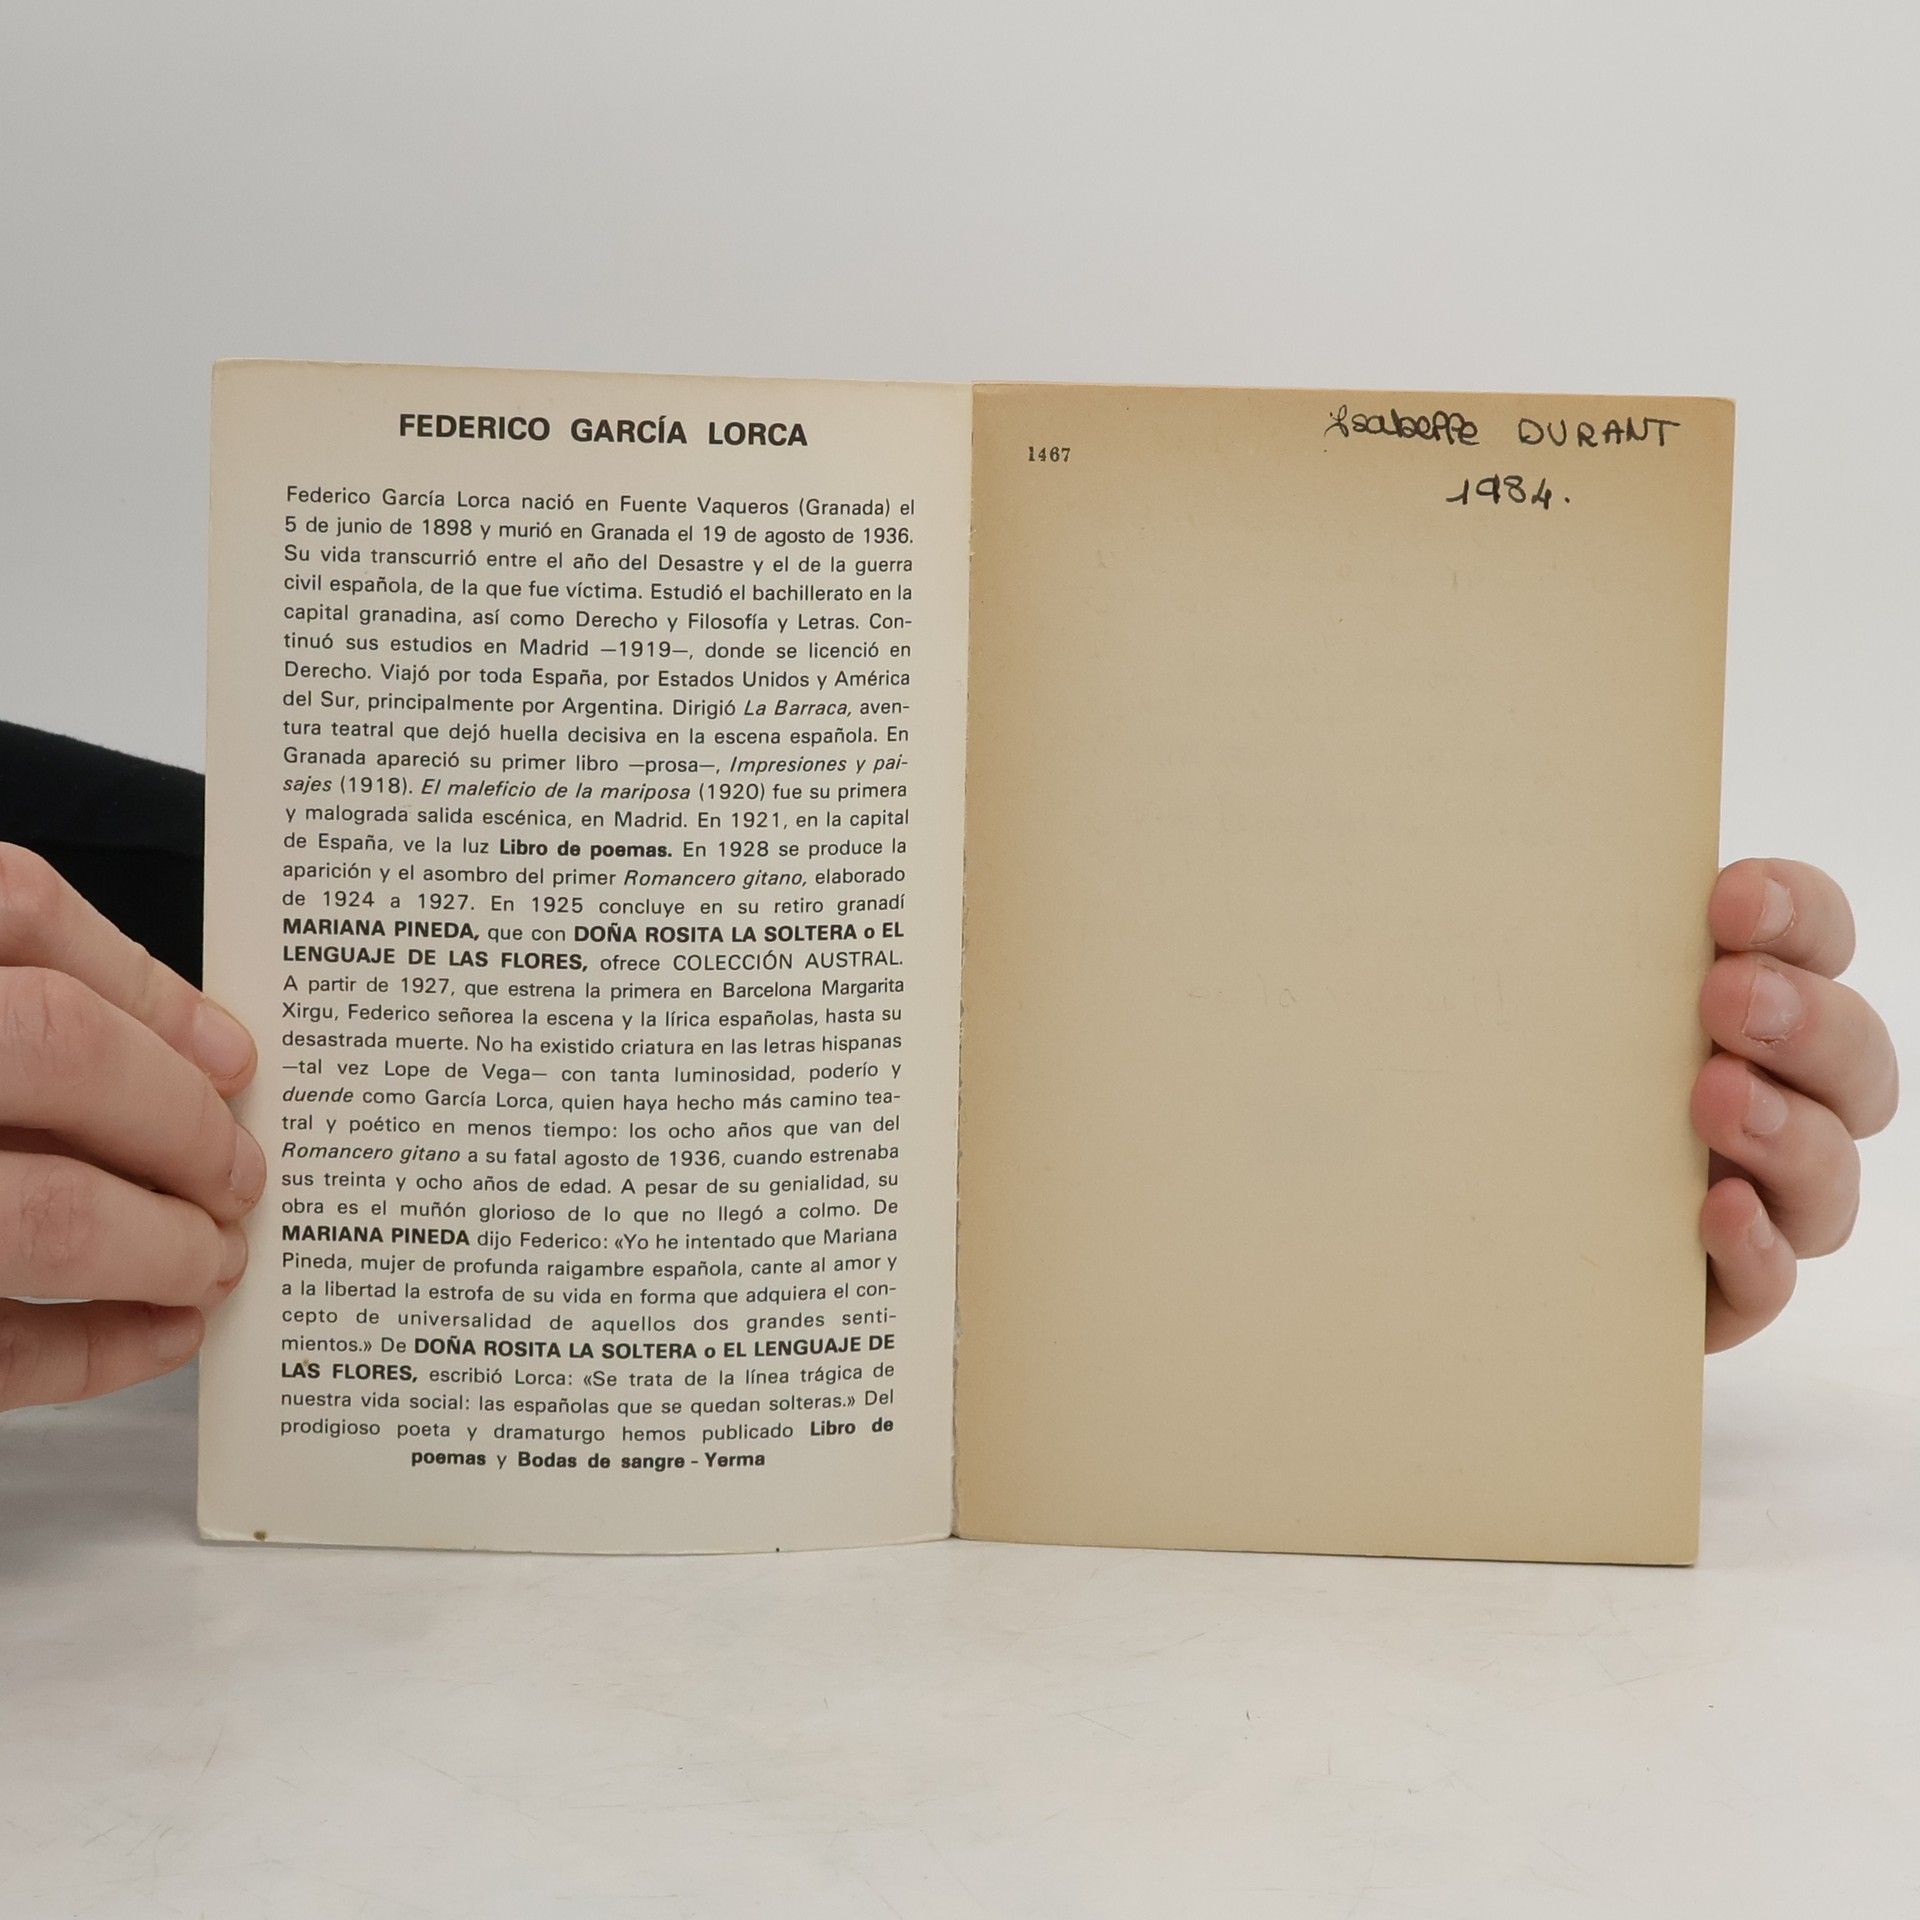 FEDERICO GARCÍA LORCA
Federico García Lorca nació en Fuente Vaqueros (Granada) el
5 de junio de 1898 y murió en Granada el 19 de agosto de 1936.
Su vida transcurrió entre el año del Desastre y el de la guerra
civil española, de la que fue víctima. Estudió el bachillerato en la
capital granadina, así como Derecho y Filosofía y Letras. Con-
tinuó sus estudios en Madrid —1919—, donde se licenció en
Derecho. Viajó por toda España, por Estados Unidos y América
del Sur, principalmente por Argentina. Dirigió La Barraca, aven-
tura teatral que dejó huella decisiva en la escena española. En
Granada apareció su primer libro —prosa—, Impresiones y pai-
sajes (1918). El maleficio de la mariposa (1920) fue su primera
y malograda salida escénica, en Madrid. En 1921, en la capital
de España, ve la luz Libro de poemas. En 1928 se produce la
aparición y el asombro del primer Romancero gitano, elaborado
de 1924 a 1927. En 1925 concluye en su retiro granadí
MARIANA PINEDA, que con DOÑA ROSITA LA SOLTERA o EL
LENGUAJE DE LAS FLORES, ofrece COLECCIÓN AUSTRAL.
A partir de 1927, que estrena la primera en Barcelona Margarita
Xirgu, Federico señorea la escena y la lírica españolas, hasta su
desastrada muerte. No ha existido criatura en las letras hispanas
—tal vez Lope de Vega— con tanta luminosidad, poderío y
duende como García Lorca, quien haya hecho más camino tea-
tral y poético en menos tiempo: los ocho años que van del
Romancero gitano a su fatal agosto de 1936, cuando estrenaba
sus treinta y ocho años de edad. A pesar de su genialidad, su
obra es el muñón glorioso de lo que no llegó a colmo. De
MARIANA PINEDA dijo Federico: «Yo he intentado que Mariana
Pineda, mujer de profunda raigambre española, cante al amor y
a la libertad la estrofa de su vida en forma que adquiera el con-
cepto de universalidad de aquellos dos grandes senti-
mientos.» De DOÑA ROSITA LA SOLTERA o EL LENGUAJE DE
LAS FLORES, escribió Lorca: «Se trata de la línea trágica de
nuestra vida social: las españolas que se quedan solteras.» Del
prodigioso poeta y dramaturgo hemos publicado Libro de
poemas y Bodas de sangre - Yerma
1467
Isabelle DURANT
1984.